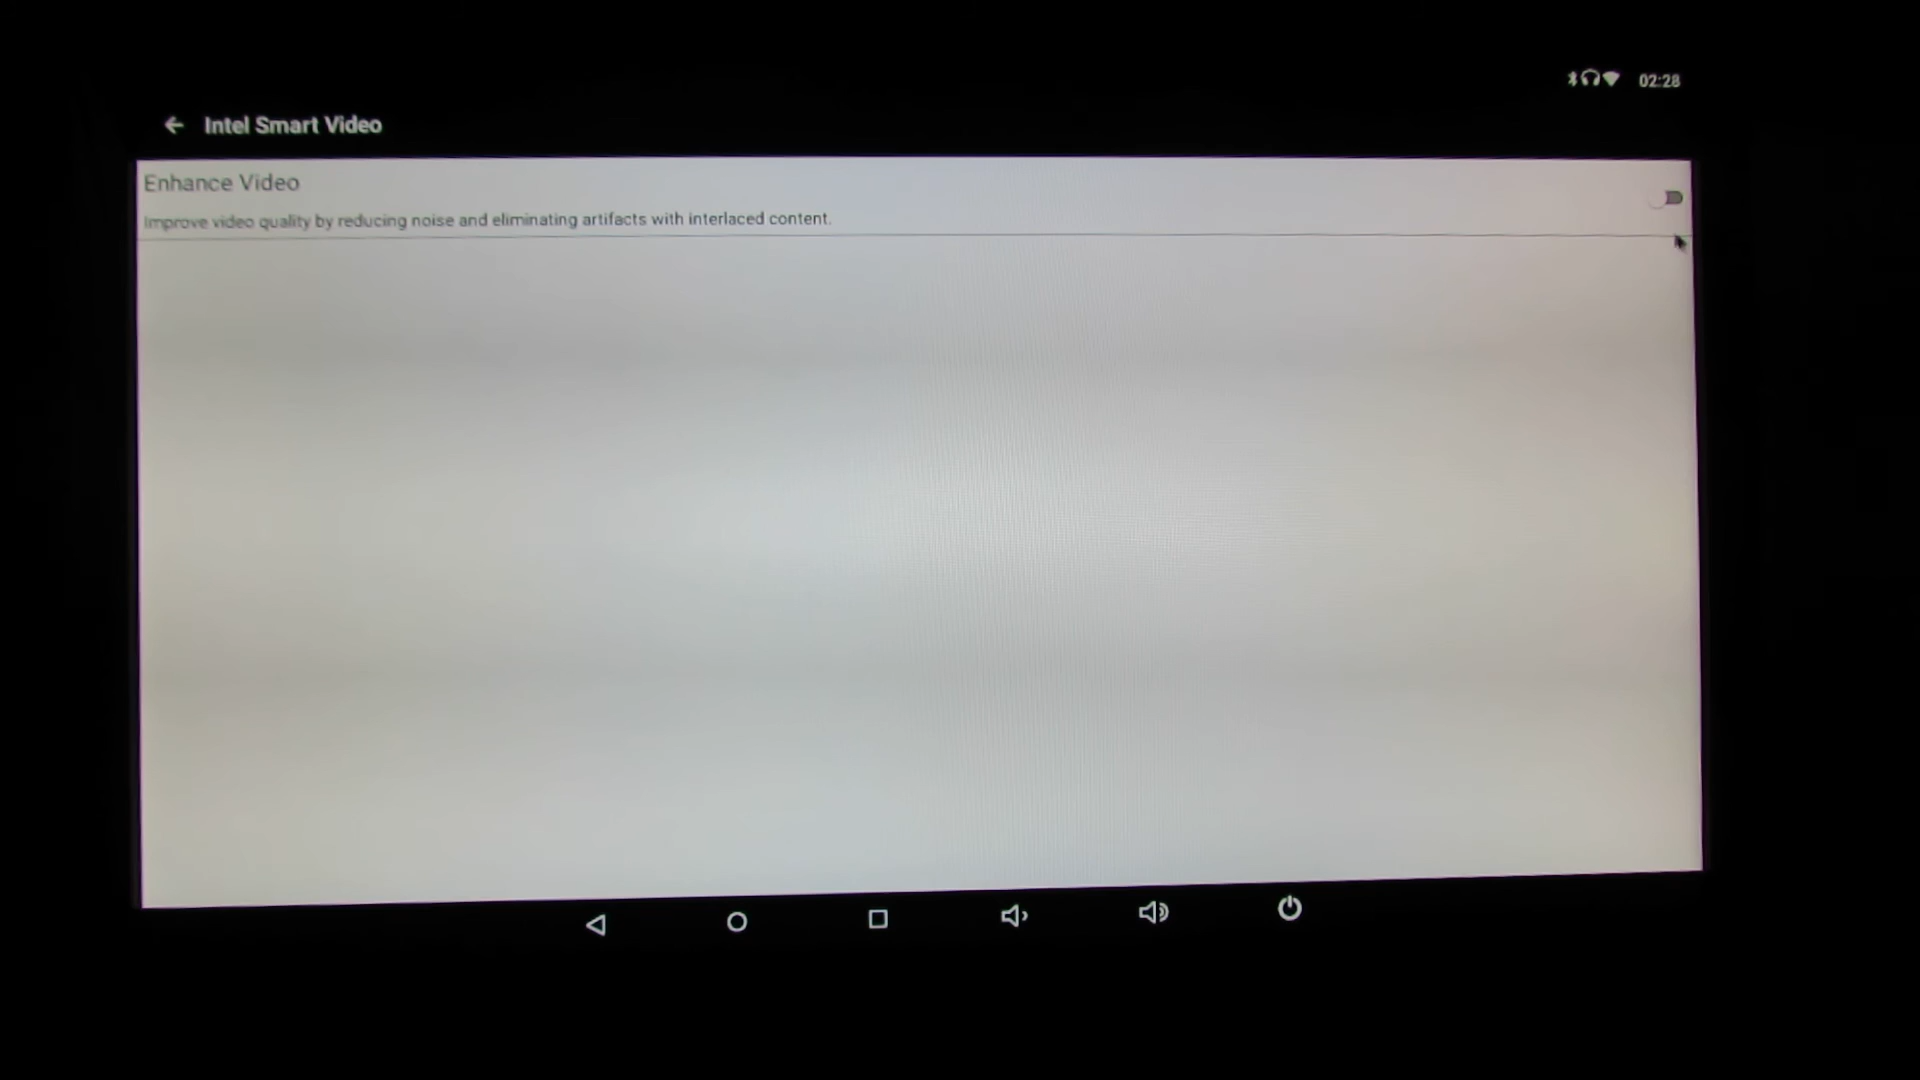 02:28
Intel Smart Video
Enhance Video
Improve video quality by reducing noise and eliminating artifacts with interlaced content.